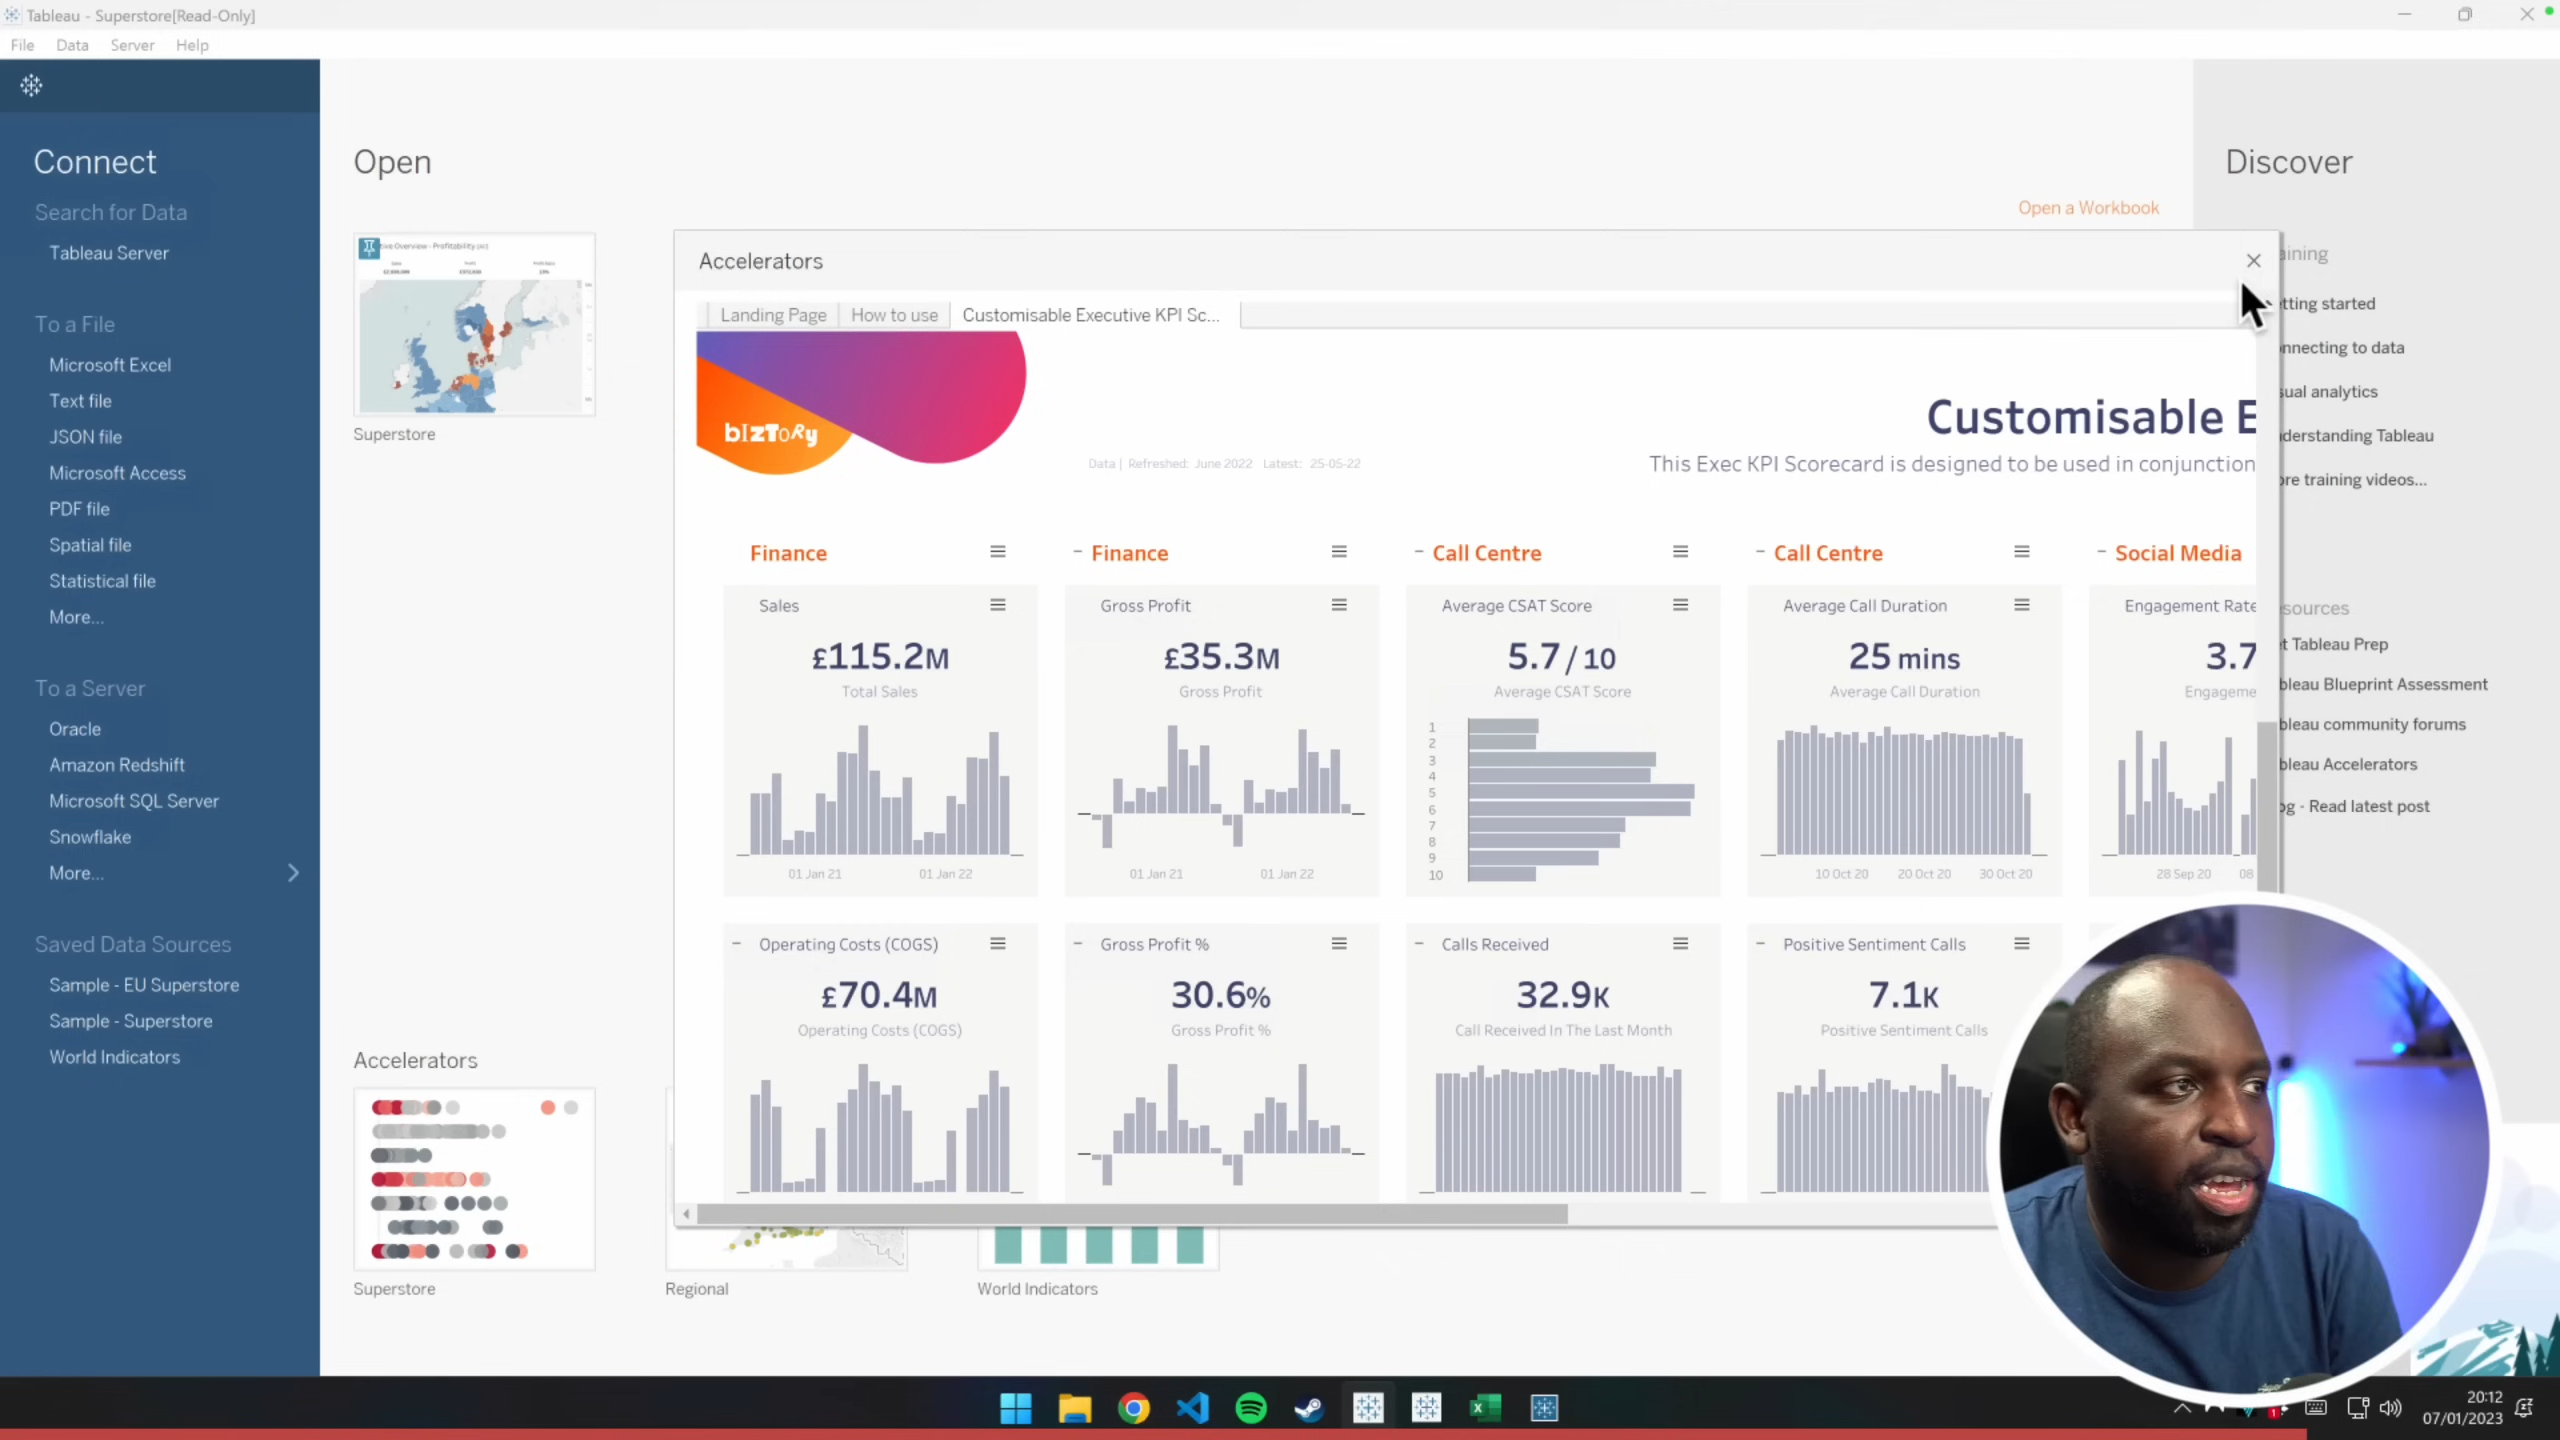 Tableau - Superstore[Read-Only]
File Data Server Help
Connect
Search for Data
Tableau Server
To a File
Microsoft Excel
Text file
JSON file
Microsoft Access
PDF file
Spatial file
Statistical file
More...
To a Server
Oracle
Amazon Redshift
Microsoft SQL Server
Snowflake
More...
Saved Data Sources
Sample - EU Superstore
Sample - Superstore
World Indicators
Open
Open a Workbook
Superstore
Accelerators
Landing Page How to use Customisable Executive KPI Sc...
bIzTory
Data | Refreshed: June 2022 Latest: 25-05-22
Customisable E
This Exec KPI Scorecard is designed to be used in conjunction
Finance Finance Call Centre Call Centre Social Media
Sales Gross Profit Average CSAT Score Average Call Duration Engagement Rate
£115.2M £35.3M 5.7 / 10 25 mins 3.7
Total Sales Gross Profit Average CSAT Score Average Call Duration Engageme
1
2
3
4
5
6
7
8
9
10
01 Jan 21 01 Jan 22 01 Jan 21 01 Jan 22 10 Oct 20 20 Oct 20 30 Oct 20 28 Sep 20 08
Operating Costs (COGS) Gross Profit % Calls Received Positive Sentiment Calls
£70.4M 30.6% 32.9K 7.1K
Operating Costs (COGS) Gross Profit % Call Received In The Last Month Positive Sentiment Calls
Accelerators
Superstore Regional World Indicators
Discover
aining
etting started
nnecting to data
sual analytics
derstanding Tableau
ore training videos...
sources
t Tableau Prep
bleau Blueprint Assessment
bleau community forums
bleau Accelerators
og - Read latest post
20:12
07/01/2023